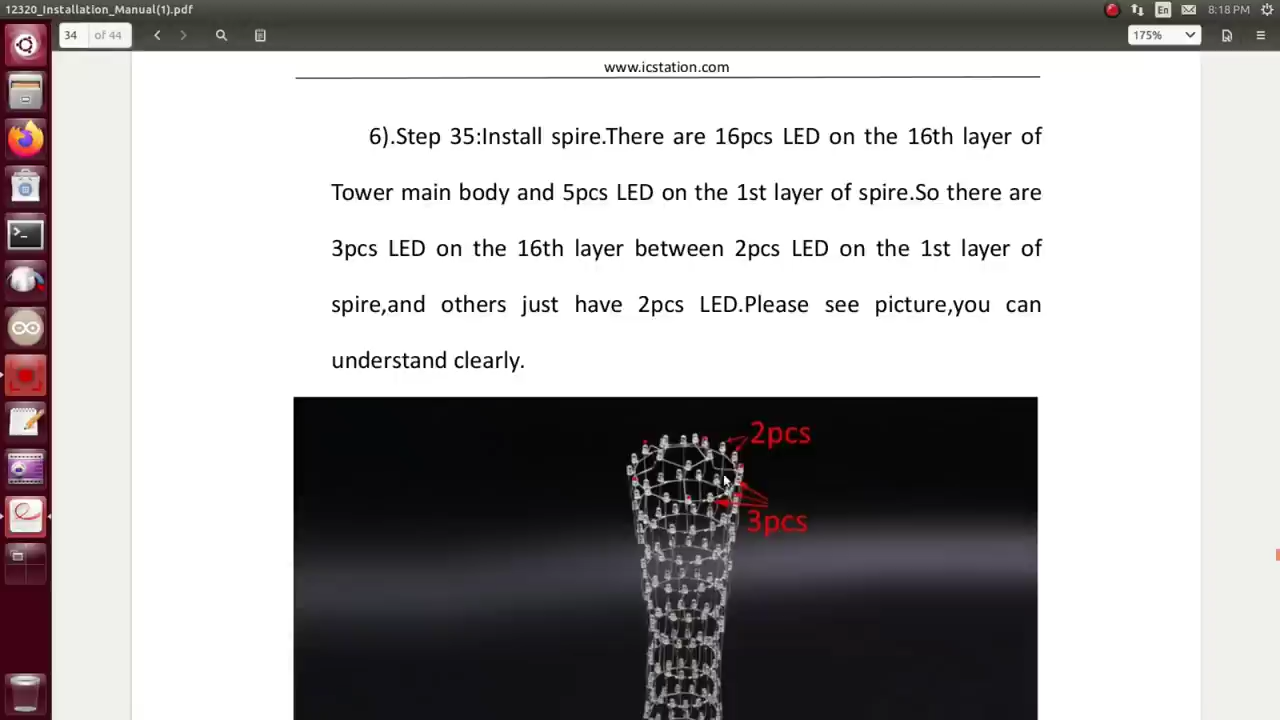 12320_Installation_Manual(1).pdf
En
8:18 PM
34 of 44
175%
www.icstation.com
6).Step 35:Install spire.There are 16pcs LED on the 16th layer of
Tower main body and 5pcs LED on the 1st layer of spire.So there are
3pcs LED on the 16th layer between 2pcs LED on the 1st layer of
spire,and others just have 2pcs LED.Please see picture,you can
understand clearly.
2pcs
3pcs